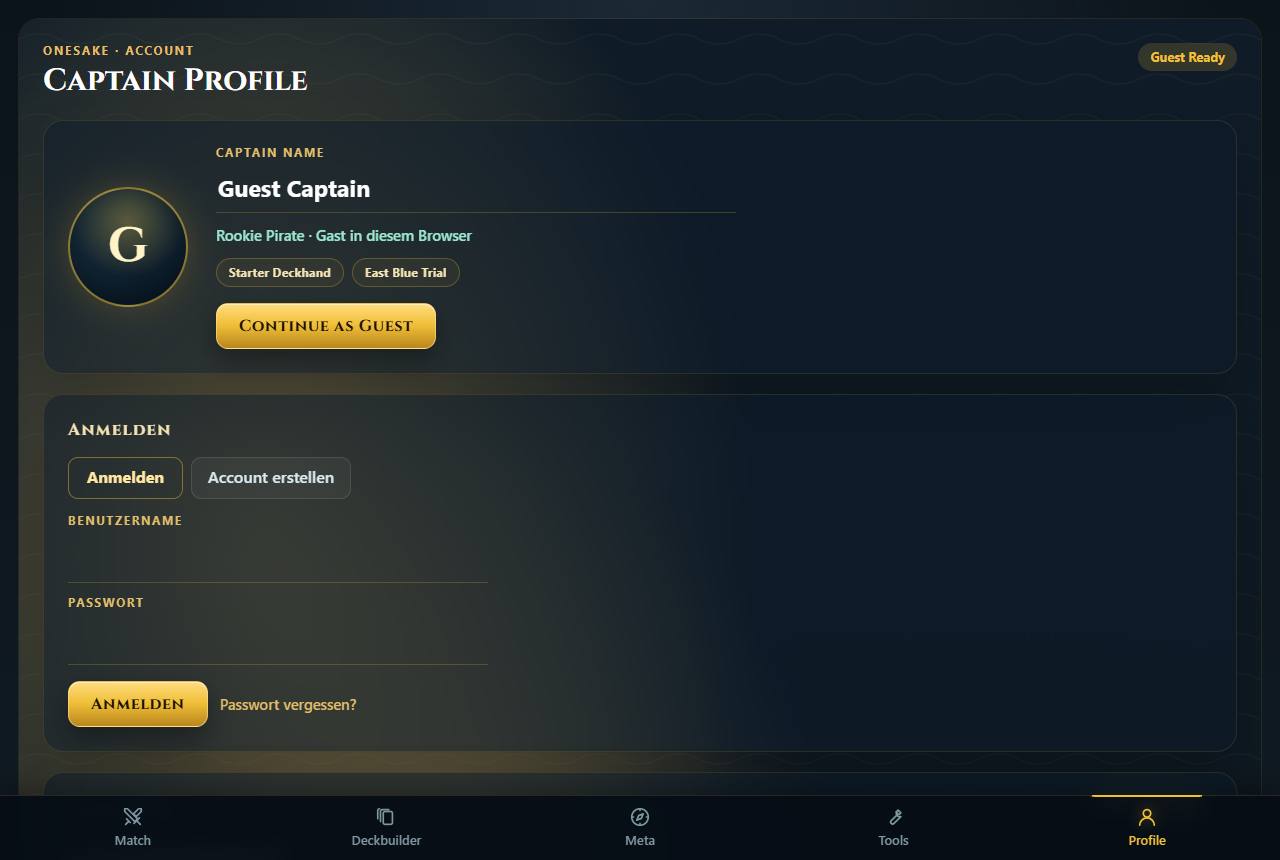 ONESAKE · ACCOUNT
Captain Profile
Guest Ready
CAPTAIN NAME
G
Guest Captain
Rookie Pirate · Gast in diesem Browser
Starter Deckhand East Blue Trial
Continue as Guest
Anmelden
Anmelden Account erstellen
BENUTZERNAME
PASSWORT
Anmelden Passwort vergessen?
Match Deckbuilder Meta Tools Profile